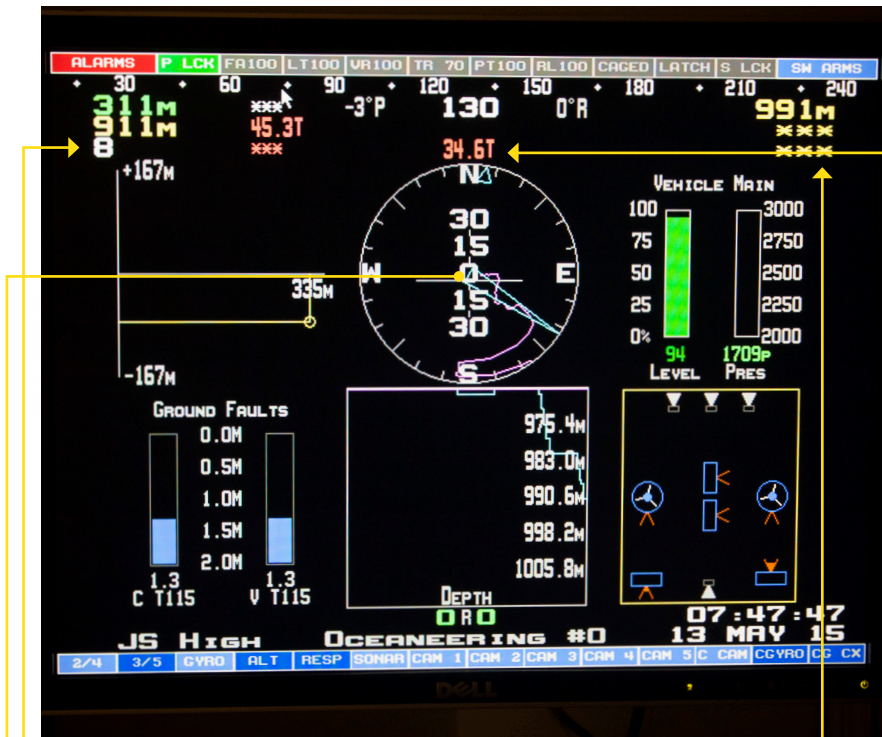 ALARMS P LCK FA100 LT100 VR100 TR 70 PT100 RL100 CAGED LATCH S LCK SW ARMS
30 60 90 120 150 180 210 240
311M *** -3°P 130 0°R 991M
911M 45.3T ***
8 *** 34.6T ***
+167M N VEHICLE MAIN
30 100 3000
15 75 2750
W 0 E 50 2500
335M
15 25 2250
30 0% 2000
94 1709P
-167M S LEVEL PRES
GROUND FAULTS
0.0M 975.4M
0.5M 983.0M
1.0M 990.6M
1.5M 998.2M
2.0M 1005.8M
1.3 1.3
C T115 V T115 DEPTH
0R0 07:47:47
JS HIGH OCEANEERING #0 13 MAY 15
2/4 3/5 GYRO ALT RESP SONAR CAM 1 CAM 2 CAM 3 CAM 4 CAM 5 C CAM CGYRO CG CX
DELL